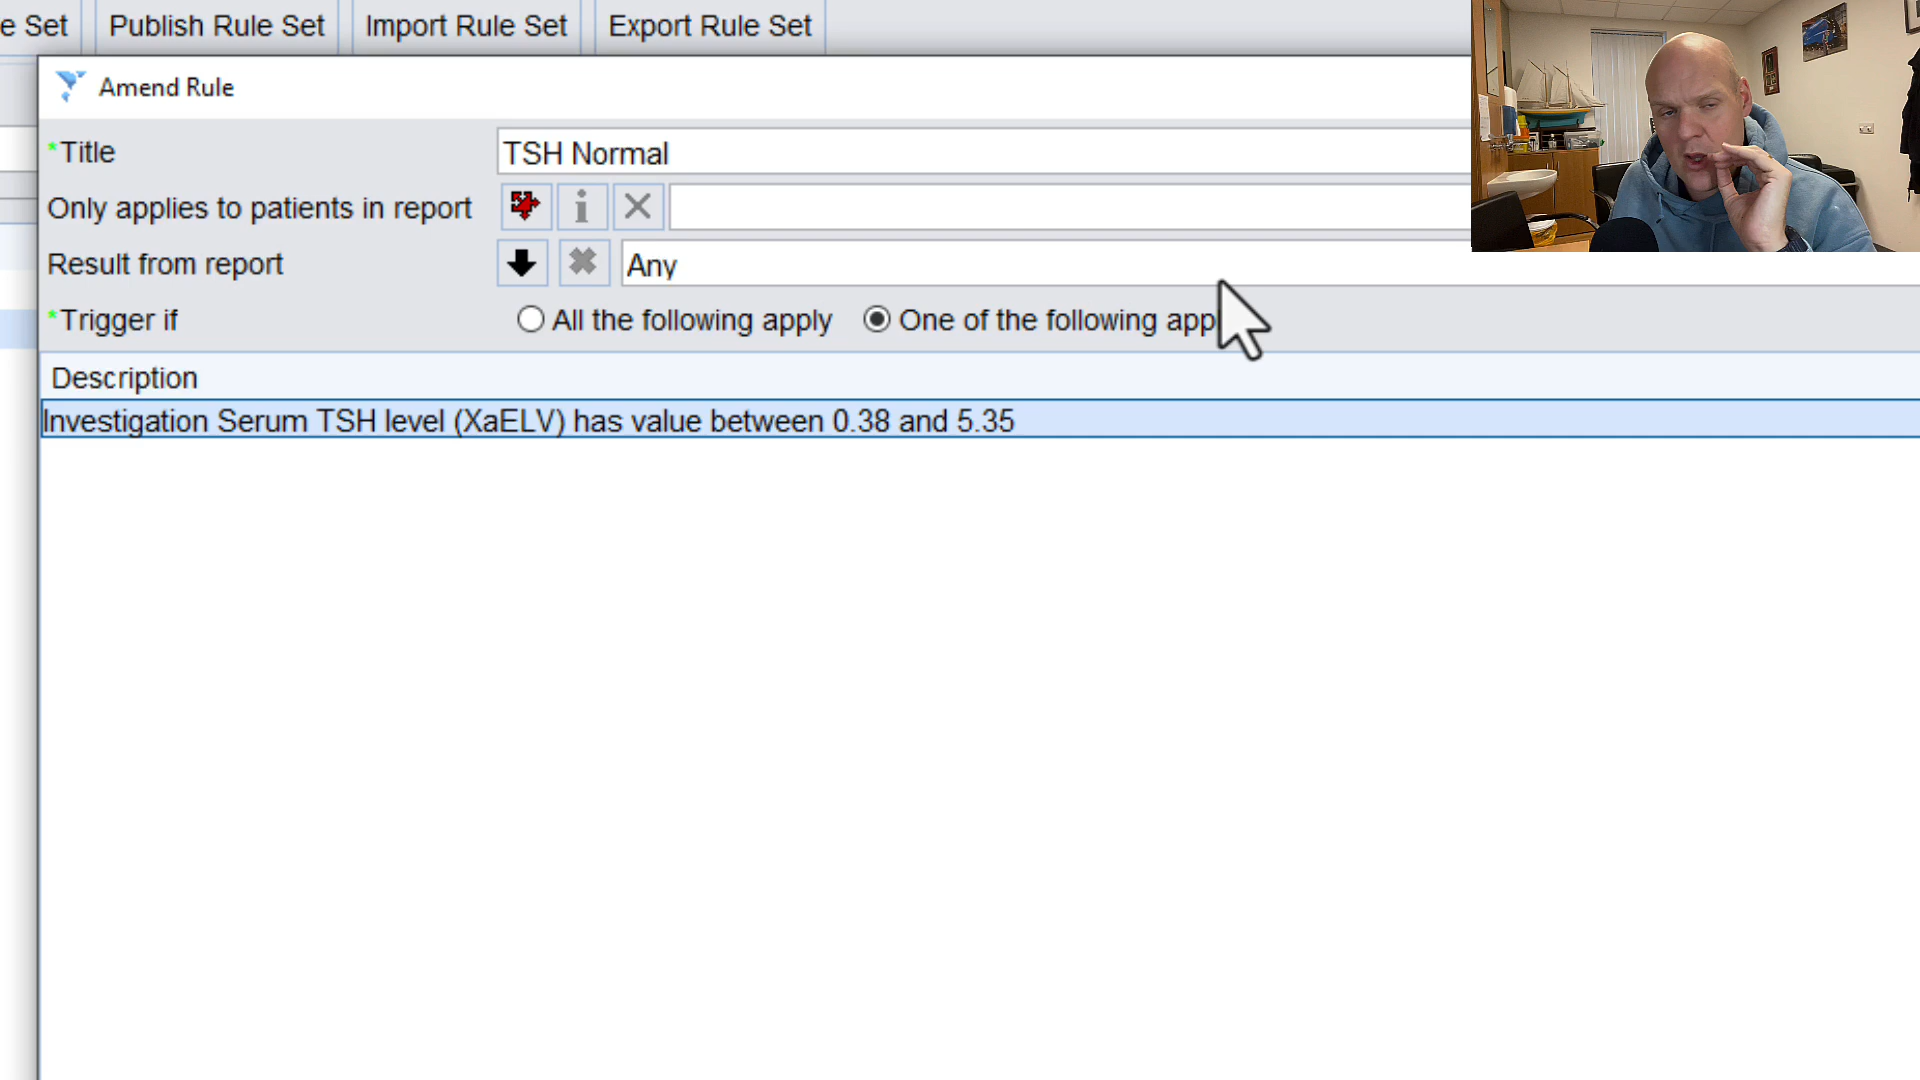 e Set Publish Rule Set Import Rule Set Export Rule Set
Amend Rule
*Title TSH Normal
Only applies to patients in report
Result from report Any
*Trigger if All the following apply One of the following app
Description
Investigation Serum TSH level (XaELV) has value between 0.38 and 5.35